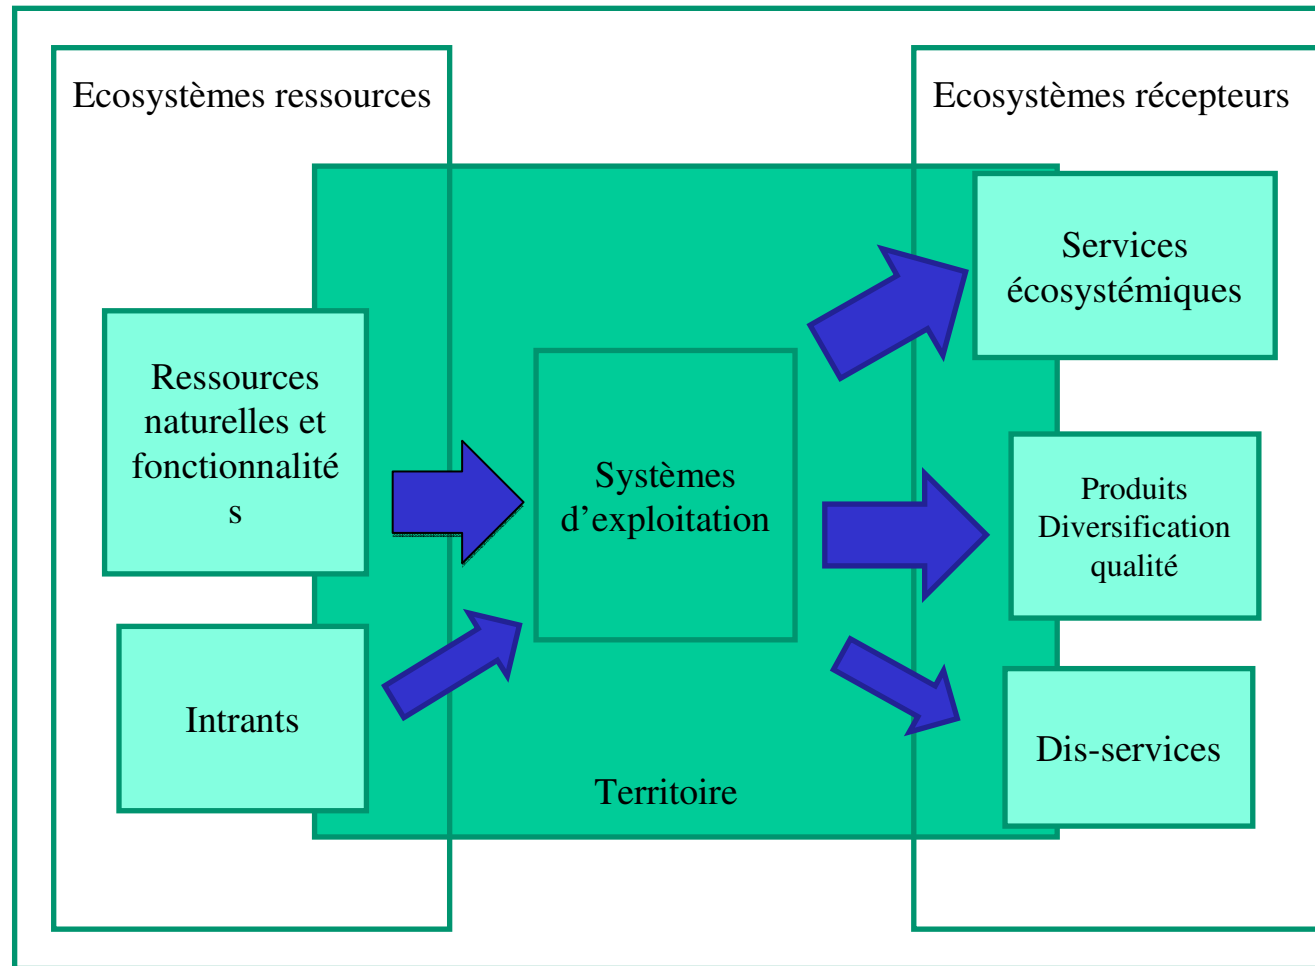 Ecosystèmes ressources
Ecosystèmes récepteurs
Services
écosystémiques
Ressources
naturelles et
fonctionnalité
s
Systèmes
d’exploitation
Produits
Diversification
qualité
Intrants
Dis-services
Territoire